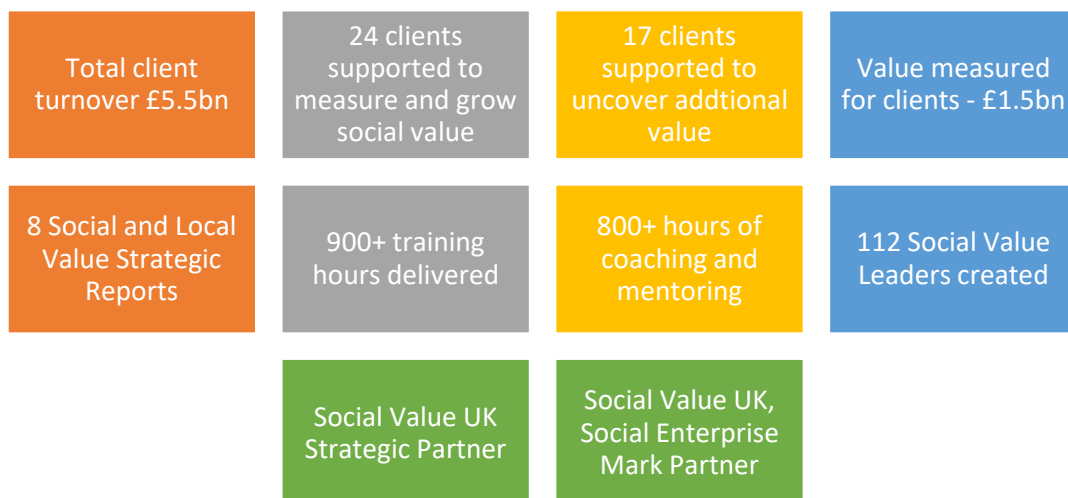 Total client
turnover £5.5bn
24 clients
supported to
measure and grow
social value
17 clients
supported to
uncover addtional
value
Value measured
for clients - £1.5bn
8 Social and Local
Value Strategic
Reports
900+ training
hours delivered
800+ hours of
coaching and
mentoring
112 Social Value
Leaders created
Social Value UK
Strategic Partner
Social Value UK,
Social Enterprise
Mark Partner